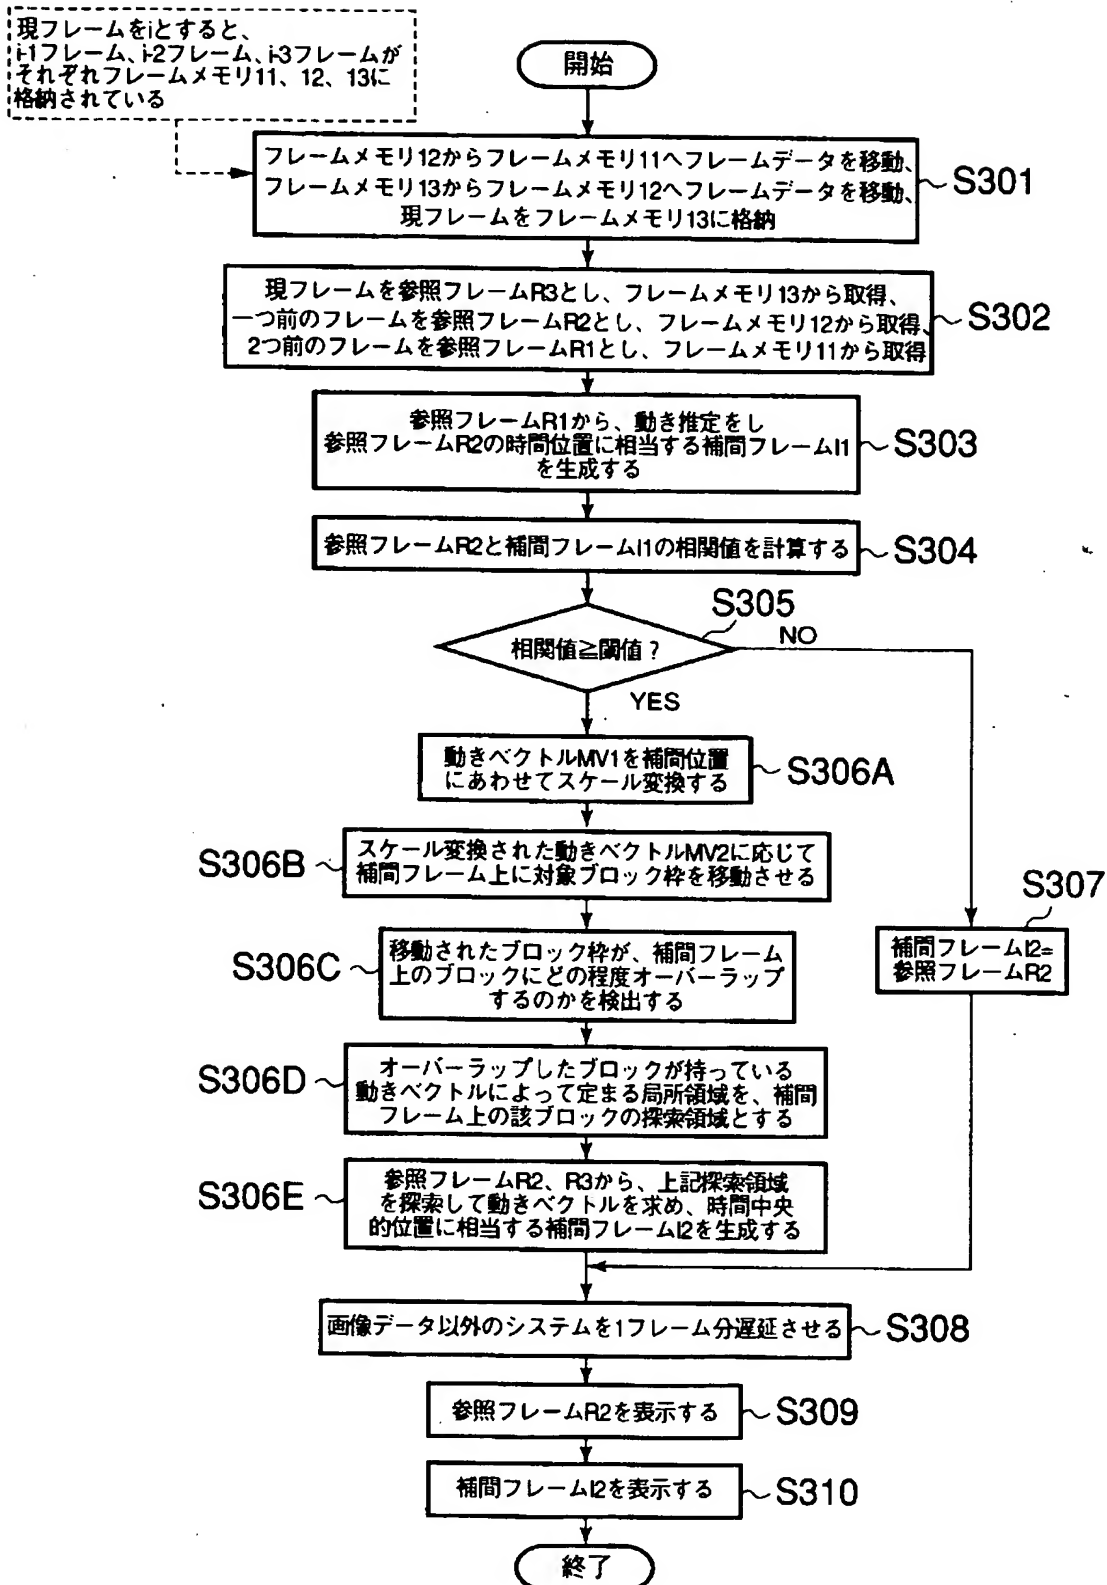 現フレームをiとすると、
i-1フレーム、i-2フレーム、i-3フレームが
それぞれフレームメモリ11、12、13に
格納されている
開始
フレームメモリ12からフレームメモリ11へフレームデータを移動、
フレームメモリ13からフレームメモリ12へフレームデータを移動、
現フレームをフレームメモリ13に格納
S301
現フレームを参照フレームR3とし、フレームメモリ13から取得、
一つ前のフレームを参照フレームR2とし、フレームメモリ12から取得、
2つ前のフレームを参照フレームR1とし、フレームメモリ11から取得
S302
参照フレームR1から、動き推定をし
参照フレームR2の時間位置に相当する補間フレームI1
を生成する
S303
参照フレームR2と補間フレームI1の相関値を計算する
S304
S305
相関値≧閾値?
NO
YES
動きベクトルMV1を補間位置
にあわせてスケール変換する
S306A
スケール変換された動きベクトルMV2に応じて
補間フレーム上に対象ブロック枠を移動させる
S306B
移動されたブロック枠が、補間フレーム
上のブロックにどの程度オーバーラップ
するのかを検出する
S306C
S307
補間フレームI2=
参照フレームR2
オーバーラップしたブロックが持っている
動きベクトルによって定まる局所領域を、補間
フレーム上の該ブロックの探索領域とする
S306D
参照フレームR2、R3から、上記探索領域
を探索して動きベクトルを求め、時間中央
的位置に相当する補間フレームI2を生成する
S306E
画像データ以外のシステムを1フレーム分遅延させる
S308
参照フレームR2を表示する
S309
補間フレームI2を表示する
S310
終了